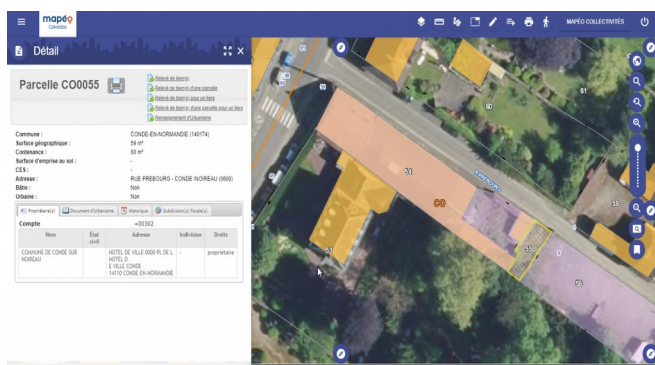 mapéo
Calvados
MAPÉO COLLECTIVITÉS
Détail
Parcelle CO0055
Relevé de bien(s)
Relevé de bien(s) d'une parcelle
Relevé de bien(s) pour un tiers
Relevé de bien(s) d'une parcelle pour un tiers
Renseignement d'Urbanisme
Commune : CONDE-EN-NORMANDIE (140174)
Surface géographique : 59 m²
Contenance : 60 m²
Surface d'emprise au sol : -
CES : -
Adresse : RUE PREBOURG - CONDE-NOIREAU (0600)
Bâtie : Non
Urbaine : Non
Propriétaire(s) Document d'Urbanisme Historique Subdivision(s) fiscale(s)
Compte +00302
Nom État civil Adresse Indivision Droits
COMMUNE DE CONDE SUR NOIREAU HOTEL DE VILLE 0000 PL DE L - propriétaire
HOTEL D
E VILLE CONDE
14110 CONDE-EN-NORMANDIE
61
59
58
CO
53
55
56